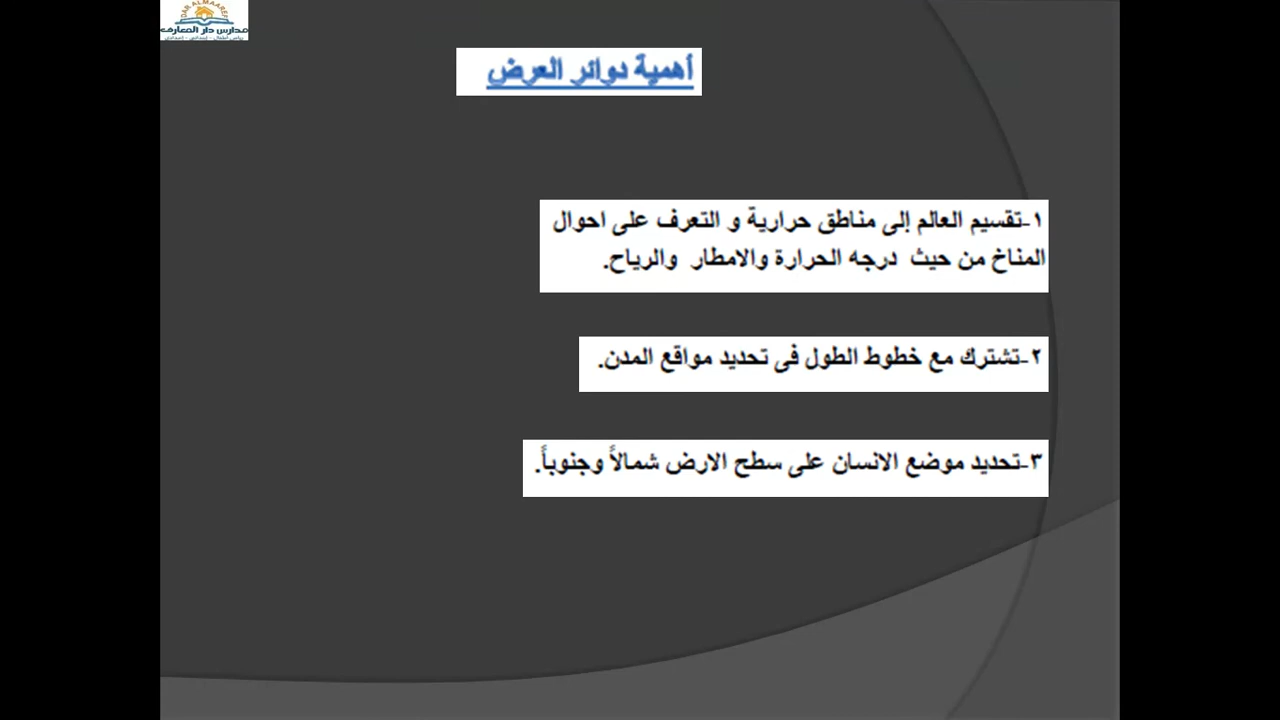 DAR ALMAAREF
مدارس دار المعارف
أهمية دوائر العرض
١-تقسيم العالم إلى مناطق حرارية و التعرف على احوال
المناخ من حيث درجه الحرارة والامطار والرياح.
٢-تشترك مع خطوط الطول فى تحديد مواقع المدن.
٣-تحديد موضع الانسان على سطح الارض شمالاً وجنوباً.